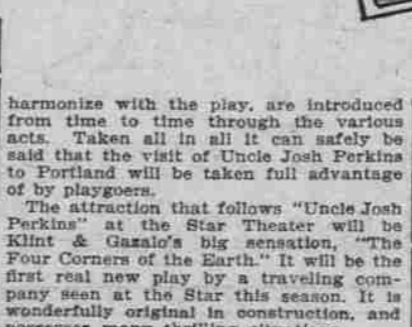 harmonize with the play, are introduced
from time to time through the various
acts. Taken all in all it can safely be
said that the visit of Uncle Josh Perkins
to Portland will be taken full advantage
of by playgoers.
The attraction that follows "Uncle Josh
Perkins" at the Star Theater will be
Klint & Gazalo's big sensation, "The
Four Corners of the Earth." It will be the
first real new play by a traveling com-
pany seen at the Star this season. It is
wonderfully original in construction, and